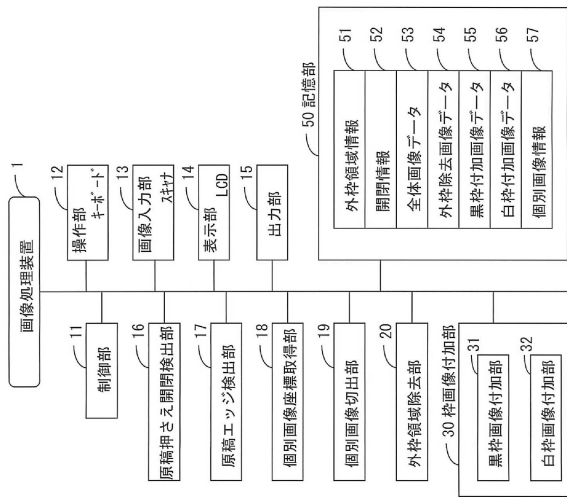 画像処理装置
1
操作部
キーボード
12
画像入力部
スキャナ
13
表示部
LCD
14
出力部
15
制御部
11
原稿押さえ開閉検出部
16
原稿エッジ検出部
17
個別画像座標取得部
18
個別画像切出部
19
外枠領域除去部
20
30 枠画像付加部
黒枠画像付加部
31
白枠画像付加部
32
50 記憶部
外枠領域情報
51
開閉情報
52
全体画像データ
53
外枠除去画像データ
54
黒枠付加画像データ
55
白枠付加画像データ
56
個別画像情報
57